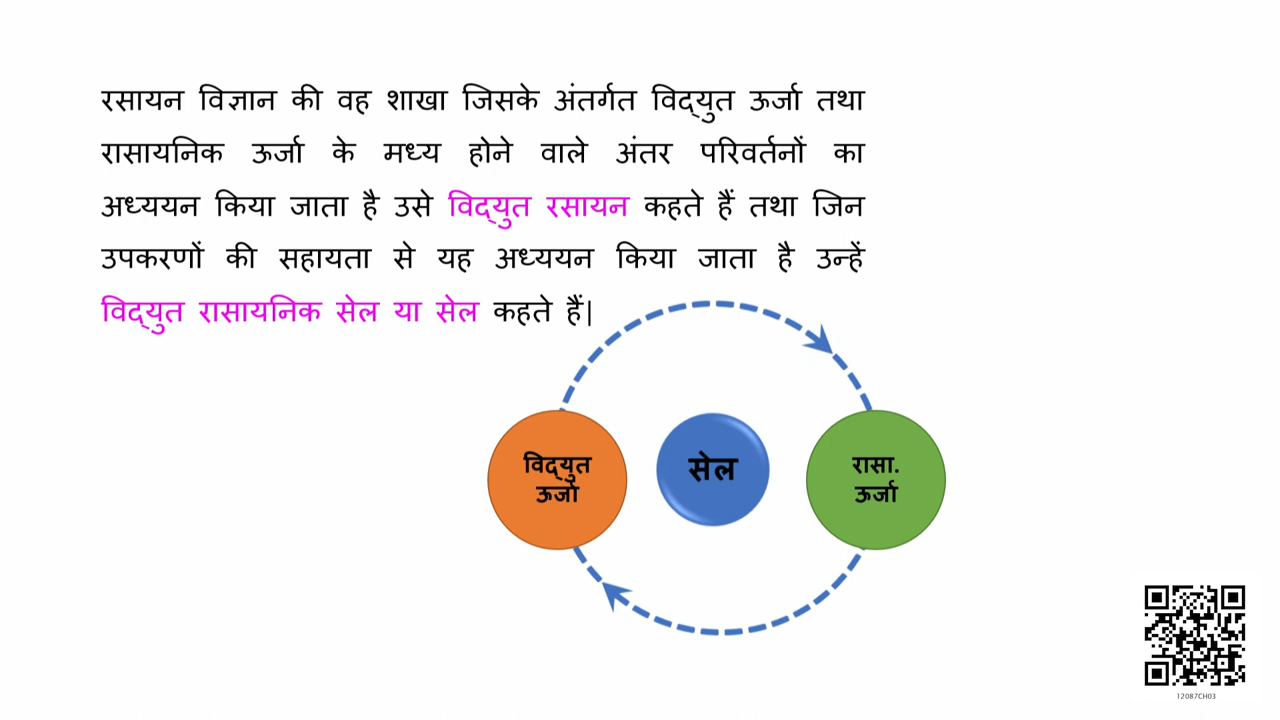 रसायन विज्ञान की वह शाखा जिसके अंतर्गत विद्‌युत ऊर्जा तथा
रासायनिक ऊर्जा के मध्य होने वाले अंतर परिवर्तनों का
अध्ययन किया जाता है उसे विद्‌युत रसायन कहते हैं तथा जिन
उपकरणों की सहायता से यह अध्ययन किया जाता है उन्हें
विद्‌युत रासायनिक सेल या सेल कहते हैं|
विद्‌युत
ऊर्जा
सेल
रासा.
ऊर्जा
12087CH03